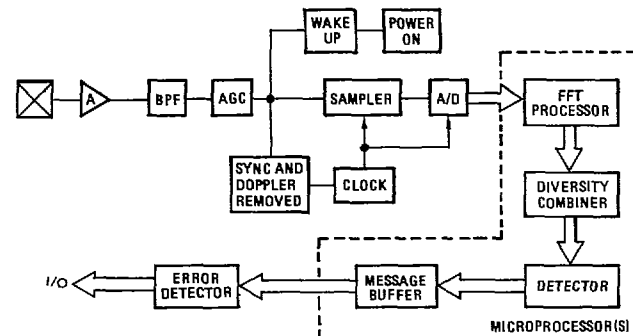 WAKE
UP
POWER
ON
A
BPF
AGC
SAMPLER
A/D
FFT
PROCESSOR
SYNC AND
DOPPLER
REMOVED
CLOCK
DIVERSITY
COMBINER
I/O
ERROR
DETECTOR
MESSAGE
BUFFER
DETECTOR
MICROPROCESSOR(S)